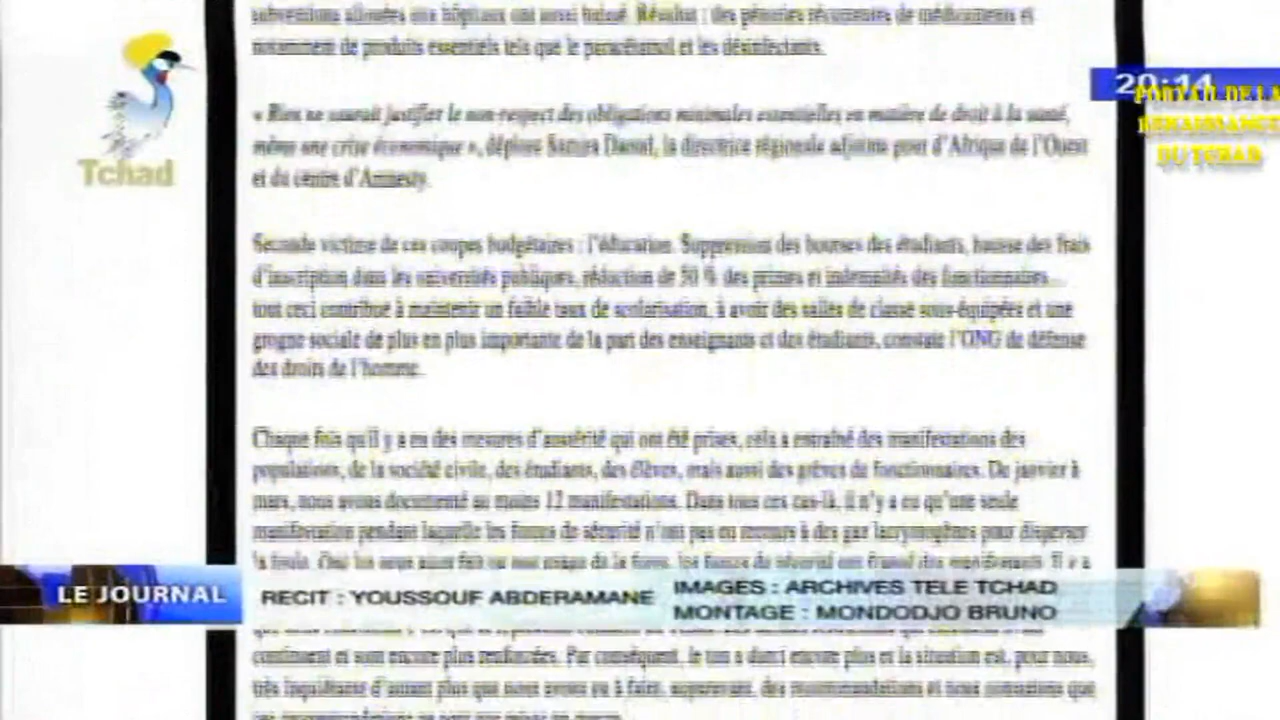 subventions allouées aux hôpitaux ont aussi baissé. Résultat : des pénuries récurrentes de médicaments et
notamment de produits essentiels tels que le paracétamol et les désinfectants.
« Rien ne saurait justifier le non-respect des obligations minimales essentielles en matière de droit à la santé,
même une crise économique », déplore Samira Daoud, la directrice régionale adjointe pour d'Afrique de l'Ouest
et du centre d'Amnesty.
Seconde victime de ces coupes budgétaires : l'éducation. Suppression des bourses des étudiants, hausse des frais
d'inscription dans les universités publiques, réduction de 50 % des primes et indemnités des fonctionnaires...
tout ceci contribue à maintenir un faible taux de scolarisation, à avoir des salles de classe sous-équipées et une
grogne sociale de plus en plus importante de la part des enseignants et des étudiants, constate l'ONG de défense
des droits de l'homme.
Chaque fois qu'il y a eu des mesures d'austérité qui ont été prises, cela a entraîné des manifestations des
populations, de la société civile, des étudiants, des élèves, mais aussi des grèves de fonctionnaires. De janvier à
mars, nous avons documenté au moins 12 manifestations. Dans tous ces cas-là, il n'y a eu qu'une seule
manifestation pendant laquelle les forces de sécurité n'ont pas eu recours à des gaz lacrymogènes pour disperser
la foule.
continent et sont encore plus renforcées. Par conséquent, le ton a durci encore plus et la situation est, pour nous,
très inquiétante d'autant plus que nous avons eu à faire, auparavant, des recommandations et nous constatons que
Tchad
20:14
PORTAIL DE LA
RENAISSANCE
DU TCHAD
LE JOURNAL
RECIT : YOUSSOUF ABDERAMANE
IMAGES : ARCHIVES TELE TCHAD
MONTAGE : MONDODJO BRUNO